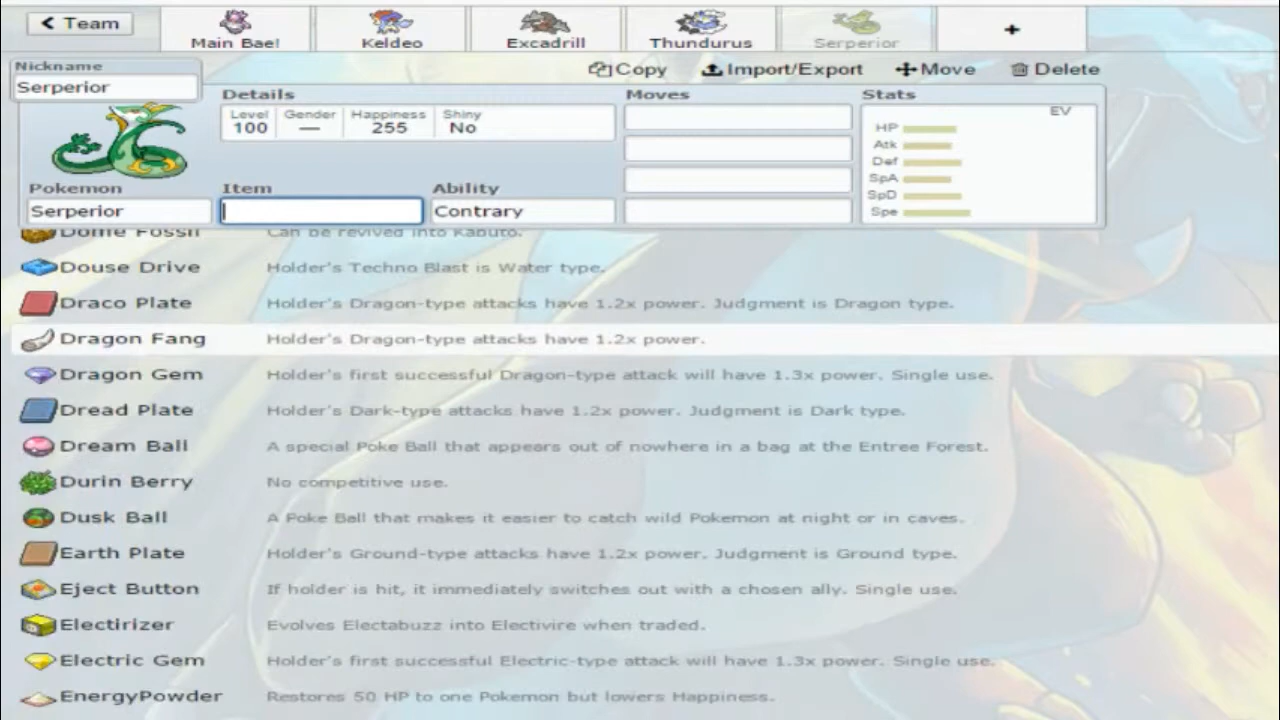 Team
Main Bae!
Keldeo
Excadrill
Thundurus
Serperior
+
Copy
Import/Export
Move
Delete
Nickname
Serperior
Details
Level
100
Gender
—
Happiness
255
Shiny
No
Moves
Stats
EV
HP
Atk
Def
SpA
SpD
Spe
Pokemon
Serperior
Item
Ability
Contrary
Dome Fossil Can be revived into Kabuto.
Douse Drive Holder's Techno Blast is Water type.
Draco Plate Holder's Dragon-type attacks have 1.2x power. Judgment is Dragon type.
Dragon Fang Holder's Dragon-type attacks have 1.2x power.
Dragon Gem Holder's first successful Dragon-type attack will have 1.3x power. Single use.
Dread Plate Holder's Dark-type attacks have 1.2x power. Judgment is Dark type.
Dream Ball A special Poke Ball that appears out of nowhere in a bag at the Entree Forest.
Durin Berry No competitive use.
Dusk Ball A Poke Ball that makes it easier to catch wild Pokemon at night or in caves.
Earth Plate Holder's Ground-type attacks have 1.2x power. Judgment is Ground type.
Eject Button If holder is hit, it immediately switches out with a chosen ally. Single use.
Electirizer Evolves Electabuzz into Electivire when traded.
Electric Gem Holder's first successful Electric-type attack will have 1.3x power. Single use.
EnergyPowder Restores 50 HP to one Pokemon but lowers Happiness.